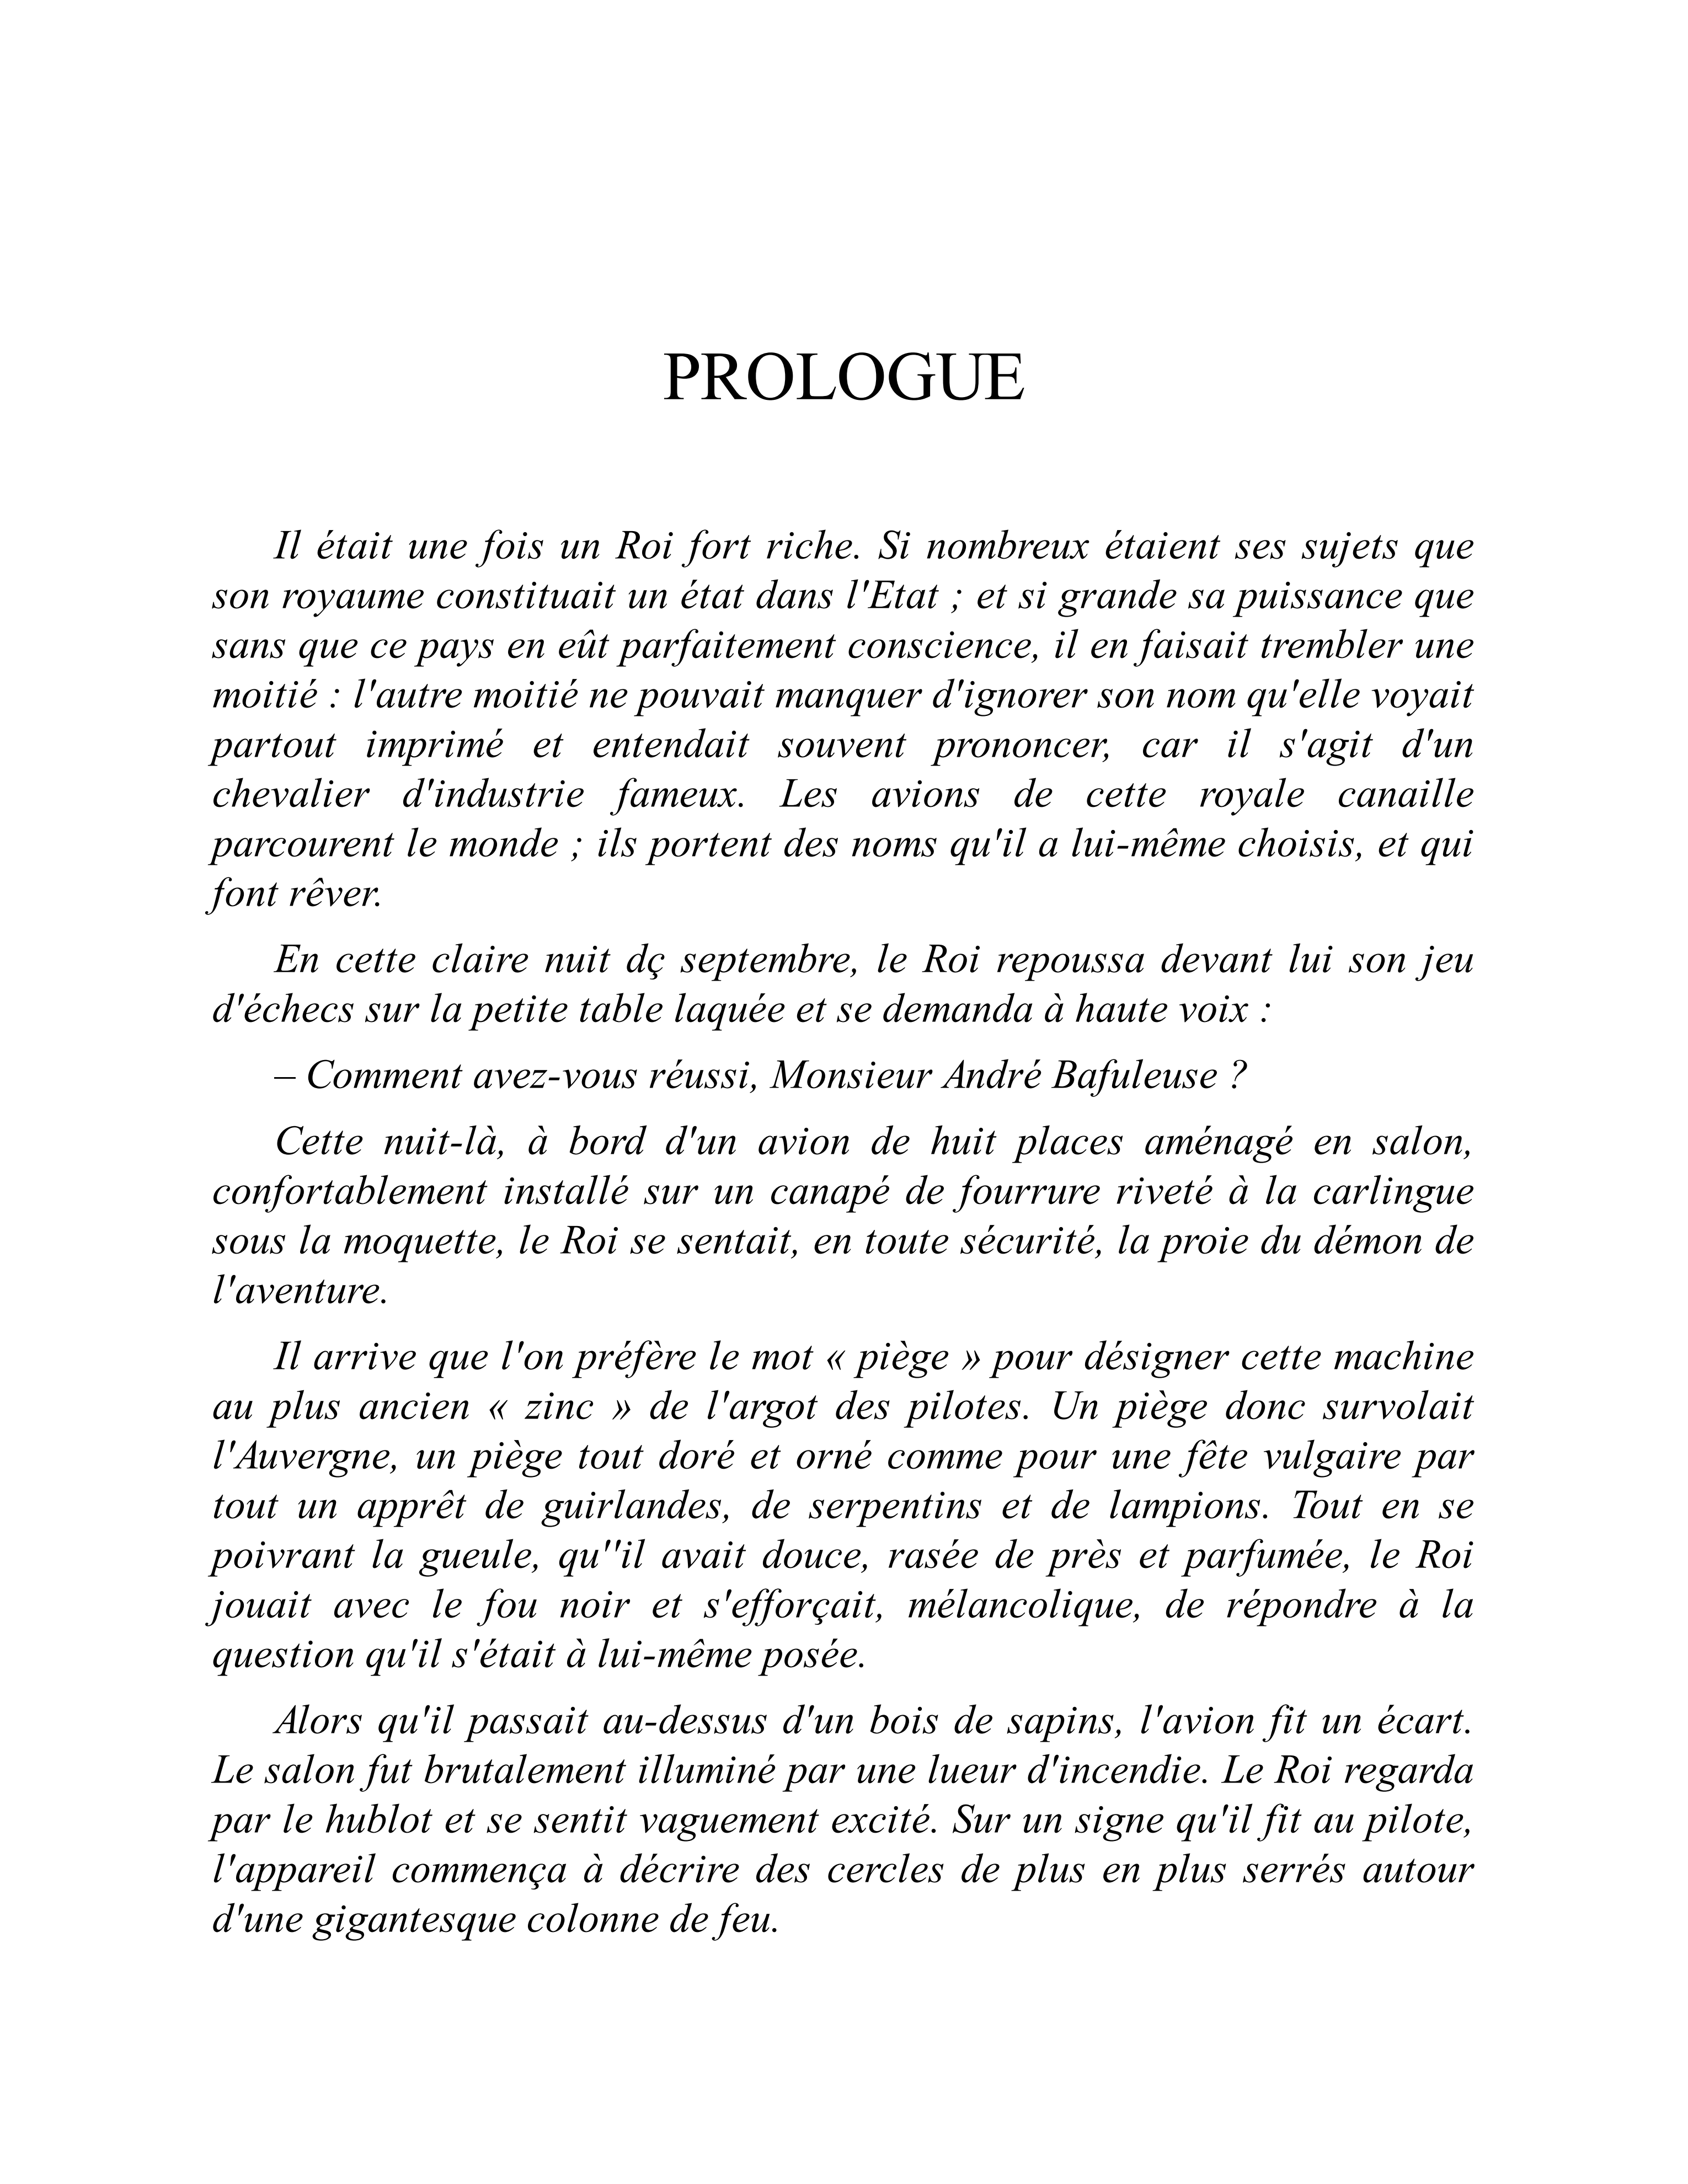 PROLOGUE
Il était une fois un Roi fort riche. Si nombreux étaient ses sujets que
son royaume constituait un état dans l'Etat ; et si grande sa puissance que
sans que ce pays en eût parfaitement conscience, il en faisait trembler une
moitié : l'autre moitié ne pouvait manquer d'ignorer son nom qu'elle voyait
partout imprimé et entendait souvent prononcer, car il s'agit d'un
chevalier d'industrie fameux. Les avions de cette royale canaille
parcourent le monde ; ils portent des noms qu'il a lui-même choisis, et qui
font rêver.
En cette claire nuit dç septembre, le Roi repoussa devant lui son jeu
d'échecs sur la petite table laquée et se demanda à haute voix :
– Comment avez-vous réussi, Monsieur André Bafuleuse ?
Cette nuit-là, à bord d'un avion de huit places aménagé en salon,
confortablement installé sur un canapé de fourrure riveté à la carlingue
sous la moquette, le Roi se sentait, en toute sécurité, la proie du démon de
l'aventure.
Il arrive que l'on préfère le mot « piège » pour désigner cette machine
au plus ancien « zinc » de l'argot des pilotes. Un piège donc survolait
l'Auvergne, un piège tout doré et orné comme pour une fête vulgaire par
tout un apprêt de guirlandes, de serpentins et de lampions. Tout en se
poivrant la gueule, qu''il avait douce, rasée de près et parfumée, le Roi
jouait avec le fou noir et s'efforçait, mélancolique, de répondre à la
question qu'il s'était à lui-même posée.
Alors qu'il passait au-dessus d'un bois de sapins, l'avion fit un écart.
Le salon fut brutalement illuminé par une lueur d'incendie. Le Roi regarda
par le hublot et se sentit vaguement excité. Sur un signe qu'il fit au pilote,
l'appareil commença à décrire des cercles de plus en plus serrés autour
d'une gigantesque colonne de feu.